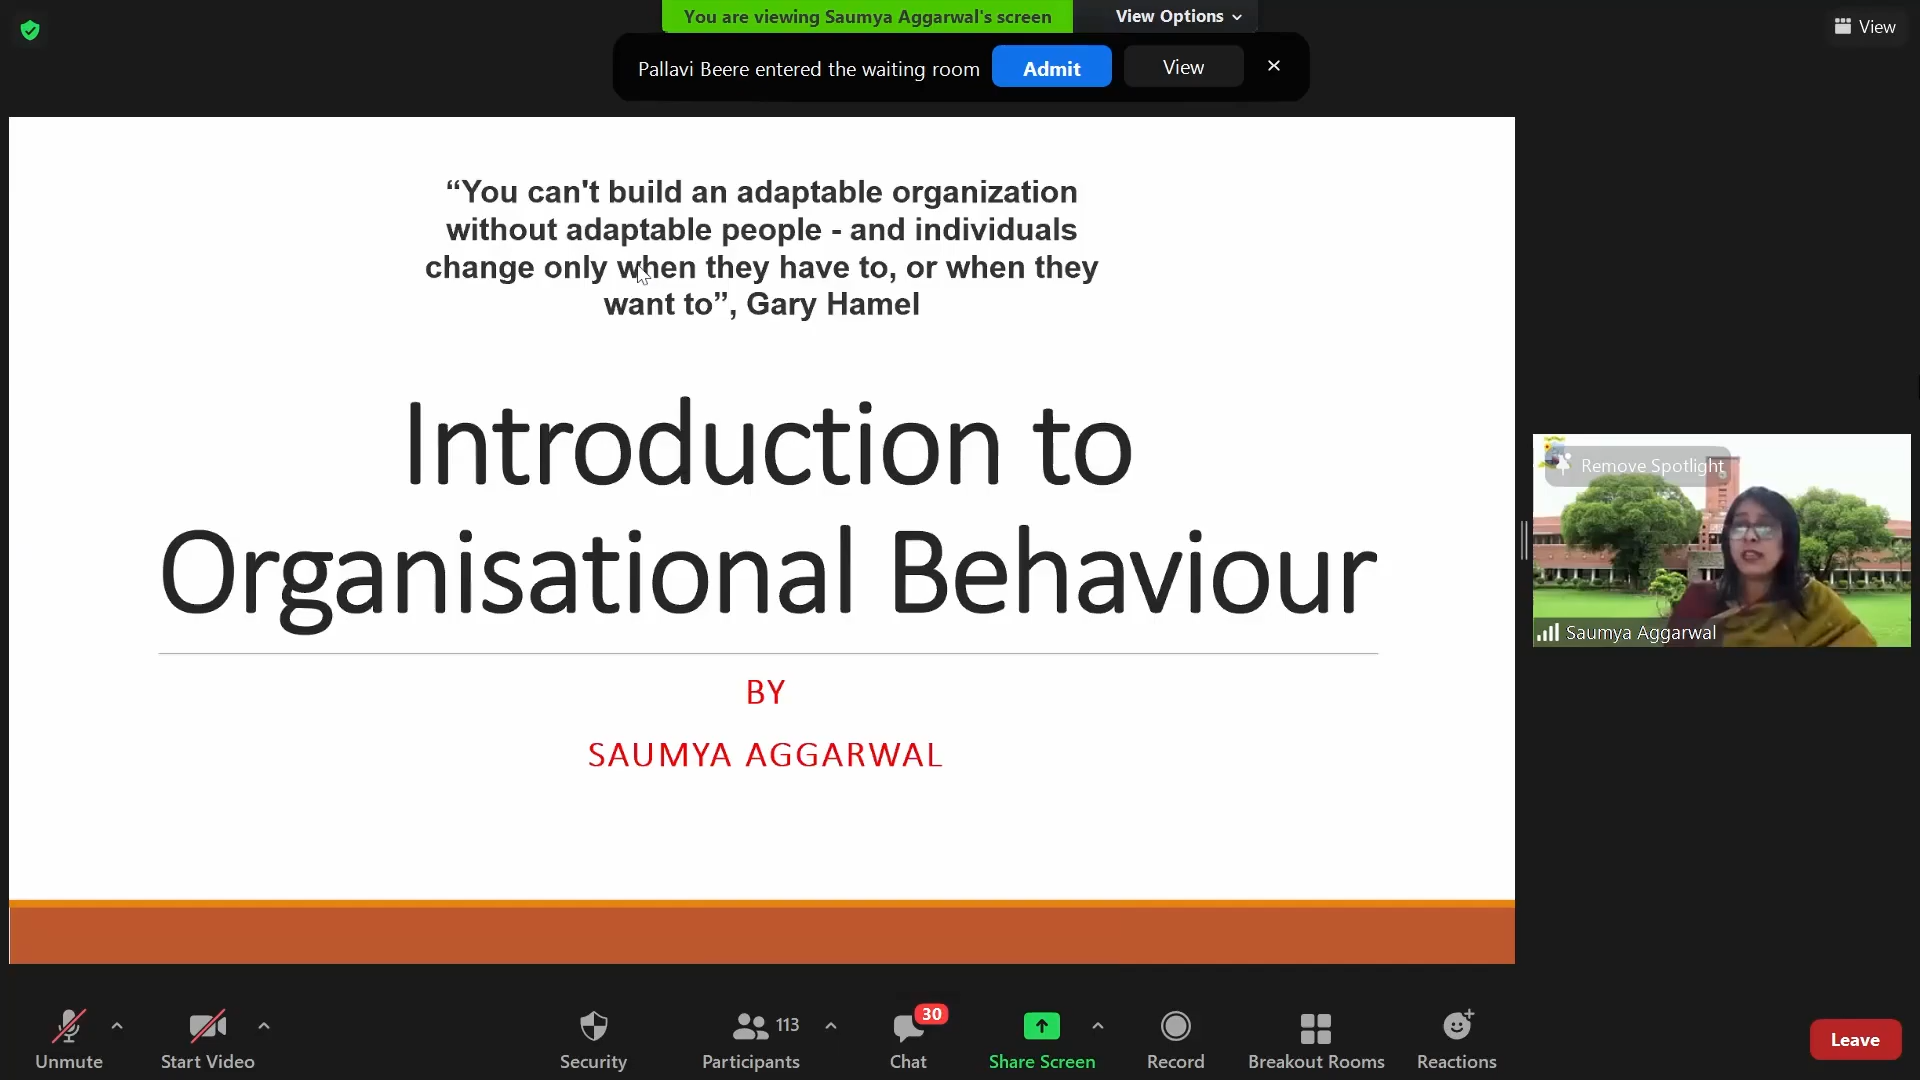 You are viewing Saumya Aggarwal's screen
View Options
View
Pallavi Beere entered the waiting room
Admit
View
“You can't build an adaptable organization
without adaptable people - and individuals
change only when they have to, or when they
want to”, Gary Hamel
Introduction to
Organisational Behaviour
BY
SAUMYA AGGARWAL
Remove Spotlight
Saumya Aggarwal
Unmute
Start Video
Security
113
Participants
30
Chat
Share Screen
Record
Breakout Rooms
Reactions
Leave